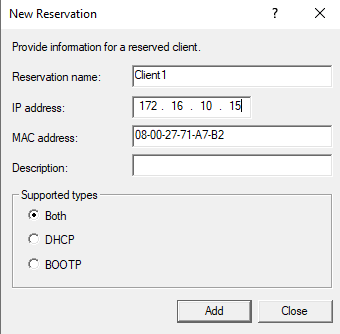 New Reservation ? ×
Provide information for a reserved client.
Reservation name: Client1
IP address: 172 . 16 . 10 . 15
MAC address: 08-00-27-71-A7-B2
Description:
Supported types
Both
DHCP
BOOTP
Add Close